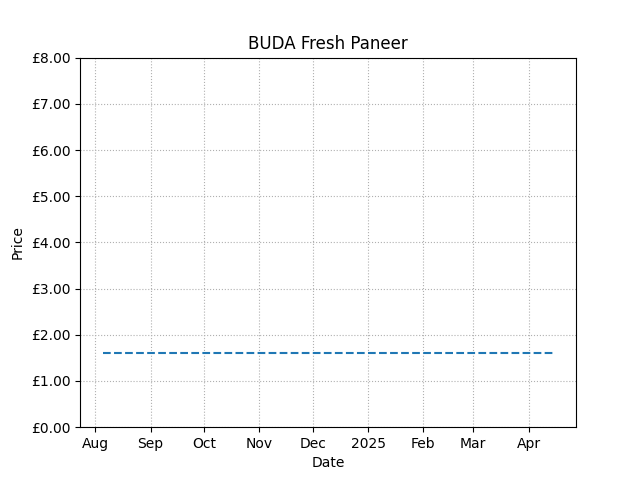 BUDA Fresh Paneer
£8.00
£7.00
£6.00
£5.00
£4.00
£3.00
£2.00
£1.00
£0.00
Price
Aug Sep Oct Nov Dec 2025 Feb Mar Apr
Date